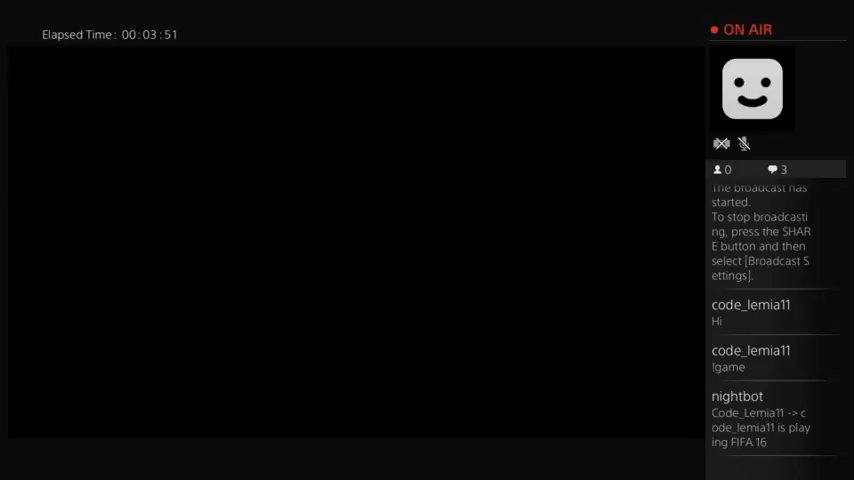 Elapsed Time: 00:03:51
ON AIR
0 3
The broadcast has
started.
To stop broadcasti
ng, press the SHAR
E button and then
select [Broadcast S
ettings].
code_lemia11
Hi
code_lemia11
!game
nightbot
Code_Lemia11 -> c
ode_lemia11 is play
ing FIFA 16